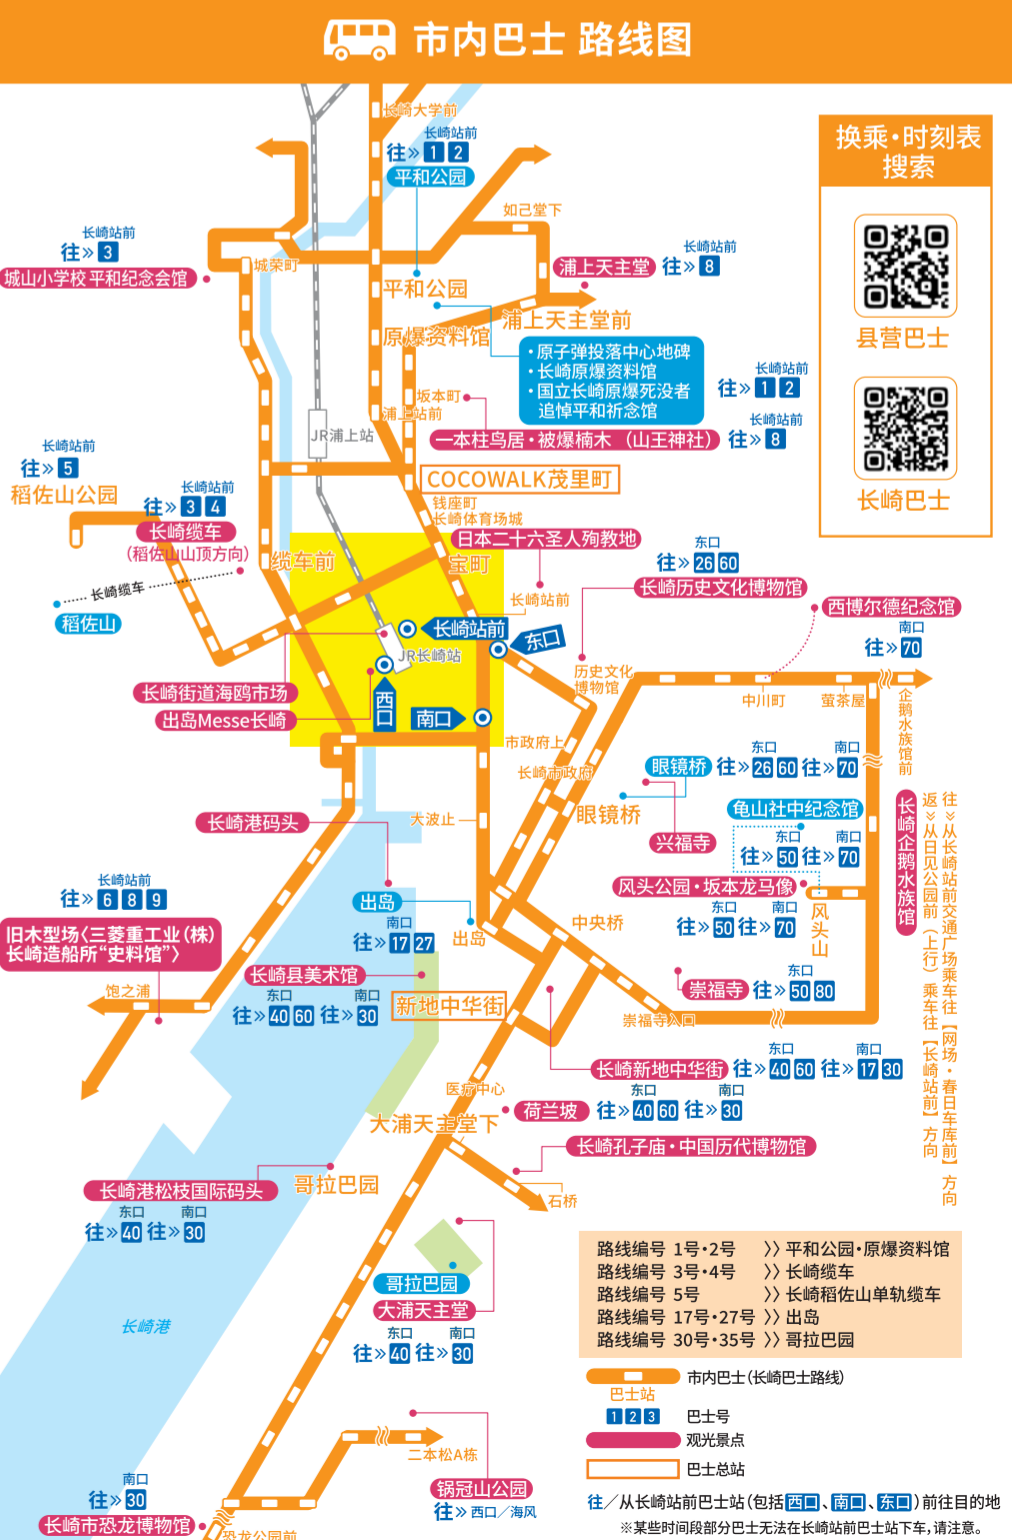 市内巴士 路线图
长崎大学前
长崎站前
往》 1 2
平和公园
如己堂下
换乘・时刻表
搜索
县营巴士
长崎巴士
长崎站前
往》 3
城山小学校 平和纪念会馆
城荣町
浦上天主堂
长崎站前
往》 8
平和公园
原爆资料馆
浦上天主堂前
・原子弹投落中心地碑
・长崎原爆资料馆
・国立长崎原爆死没者
追悼平和祈念馆
长崎站前
往》 1 2
坂本町
浦上站前
JR浦上站
一本柱鸟居・被爆楠木 （山王神社）
长崎站前
往》 8
COCOWALK茂里町
长崎站前
往》 5
稻佐山公园
长崎站前
往》 3 4
长崎缆车
（稻佐山山顶方向）
缆车前
长崎缆车
稻佐山
钱座町
长崎体育场城
日本二十六圣人殉教地
宝町
东口
往》 26 60
长崎历史文化博物馆
长崎站前
长崎站前
东口
JR长崎站
西口
南口
西博尔德纪念馆
南口
往》 70
历史文化
博物馆
中川町
萤茶屋
企鹅水族馆前
长崎街道海鸥市场
出岛Messe长崎
市政府上
长崎市政府
眼镜桥
东口
往》 26 60
南口
往》 70
眼镜桥
龟山社中纪念馆
东口
往》 50
南口
往》 70
兴福寺
长崎港码头
大波止
长崎企鹅水族馆
往》从长崎站前交通广场乘车往【网场・春日车库前】方向
返》从日见公园前（上行）乘车往【长崎站前】方向
风头公园・坂本龙马像
东口
往》 50
南口
往》 70
风头山
长崎站前
往》 6 8 9
旧木型场〈三菱重工业（株）
长崎造船所“史料馆”〉
饱之浦
出岛
南口
往》 17 27
出岛
中央桥
长崎县美术馆
东口
往》 40 60
南口
往》 30
新地中华街
崇福寺
东口
往》 50 80
崇福寺入口
长崎新地中华街
东口
往》 40 60
南口
往》 17 30
医疗中心
荷兰坡
东口
往》 40 60
南口
往》 30
大浦天主堂下
长崎孔子庙・中国历代博物馆
哥拉巴园
石桥
长崎港松枝国际码头
东口
往》 40
南口
往》 30
哥拉巴园
大浦天主堂
东口
往》 40
南口
往》 30
长崎港
路线编号 1号・2号 》平和公园・原爆资料馆
路线编号 3号・4号 》长崎缆车
路线编号 5号 》长崎稻佐山单轨缆车
路线编号 17号・27号 》出岛
路线编号 30号・35号 》哥拉巴园
市内巴士（长崎巴士路线）
巴士站
1 2 3 巴士号
观光景点
巴士总站
二本松A栋
锅冠山公园
往》 西口／海风
南口
往》 30
长崎市恐龙博物馆
恐龙公园前
往／从长崎站前巴士站（包括西口、南口、东口）前往目的地
※某些时间段部分巴士无法在长崎站前巴士站下车，请注意。